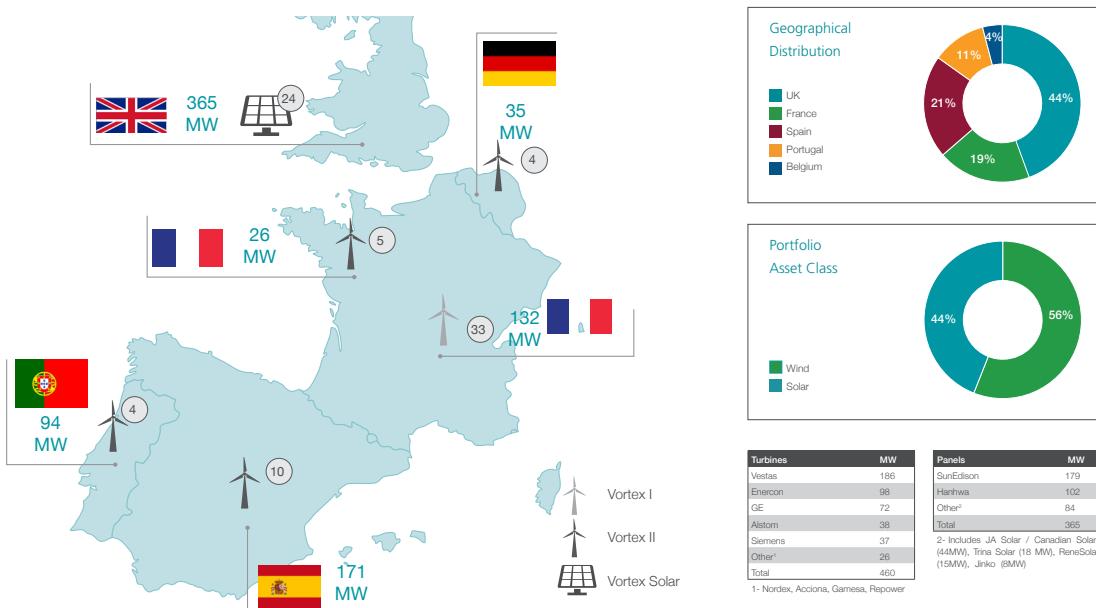 365
MW
24
35
MW
4
26
MW
5
33
132
MW
94
MW
4
10
171
MW
Vortex I
Vortex II
Vortex Solar
Geographical
Distribution
UK
France
Spain
Portugal
Belgium
4%
11%
21%
19%
44%
Portfolio
Asset Class
Wind
Solar
44%
56%
Turbines MW
Vestas 186
Enercon 98
GE 72
Alstom 38
Siemens 37
Other¹ 26
Total 460
1- Nordex, Acciona, Gamesa, Repower
Panels MW
SunEdison 179
Hanhwa 102
Other² 84
Total 365
2- Includes JA Solar / Canadian Solar
(44MW), Trina Solar (18 MW), ReneSola
(15MW), Jinko (8MW)